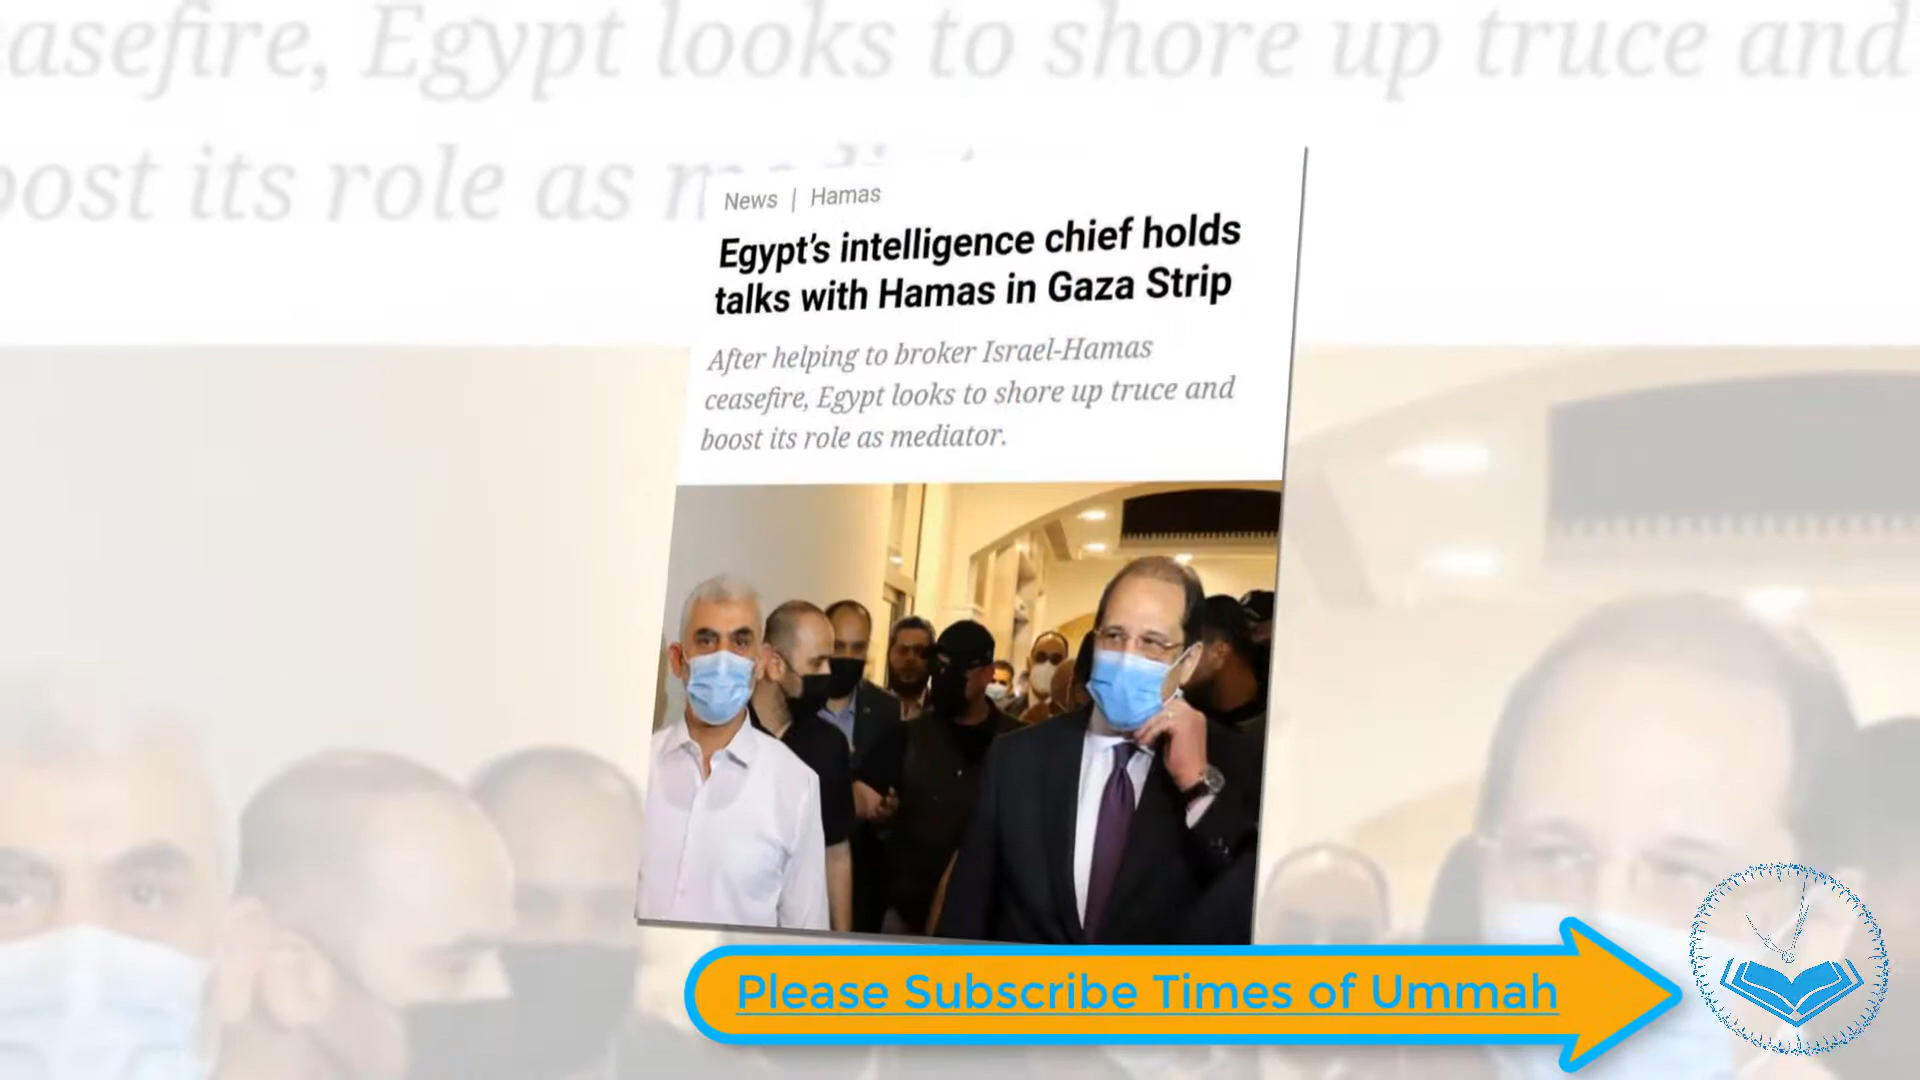 easefire, Egypt looks to shore up truce and
oost its role as
News | Hamas
Egypt's intelligence chief holds
talks with Hamas in Gaza Strip
After helping to broker Israel-Hamas
ceasefire, Egypt looks to shore up truce and
boost its role as mediator.
Please Subscribe Times of Ummah